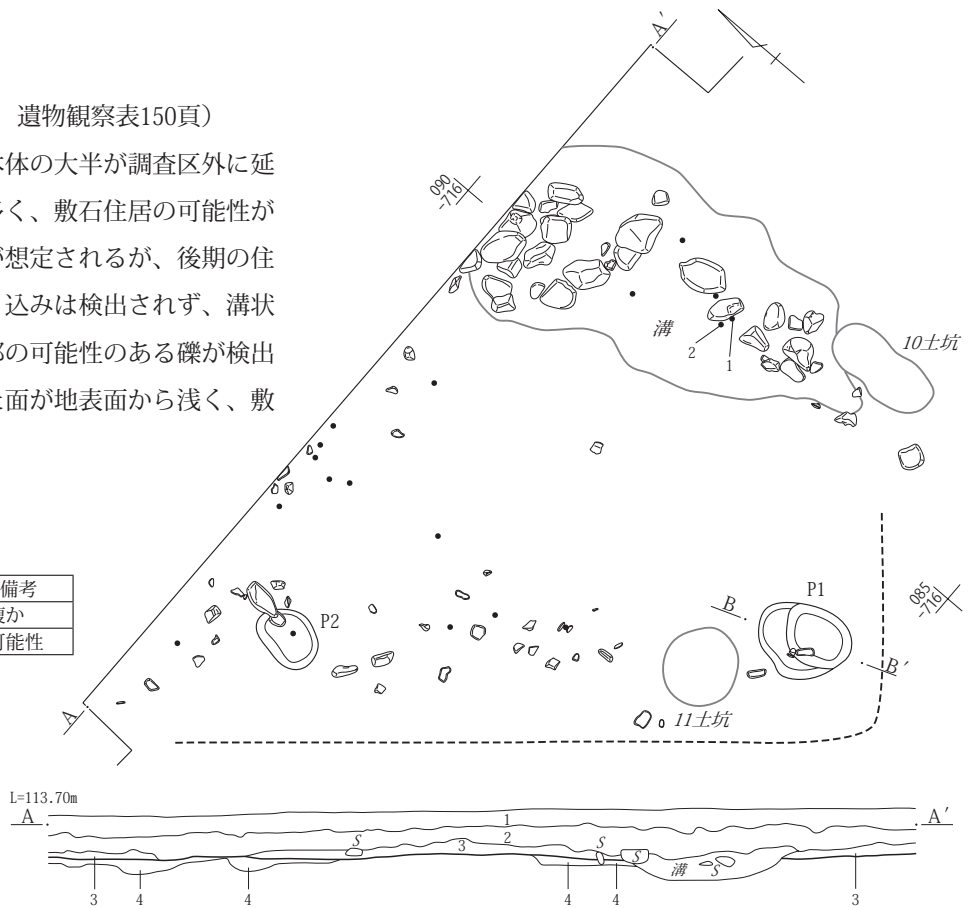 遺物観察表150頁）
本体の大半が調査区外に延
多く、敷石住居の可能性が
が想定されるが、後期の住
込みは検出されず、溝状
部の可能性のある礫が検出
土面が地表面から浅く、敷
備考
複か
可能性
A′
090
-716
溝
2
1
10土坑
085
-716
P1
B
B′
P2
11土坑
A
L=113.70m
A
A′
1
2
3
S
S
S
溝
S
3
4
4
4
4
3